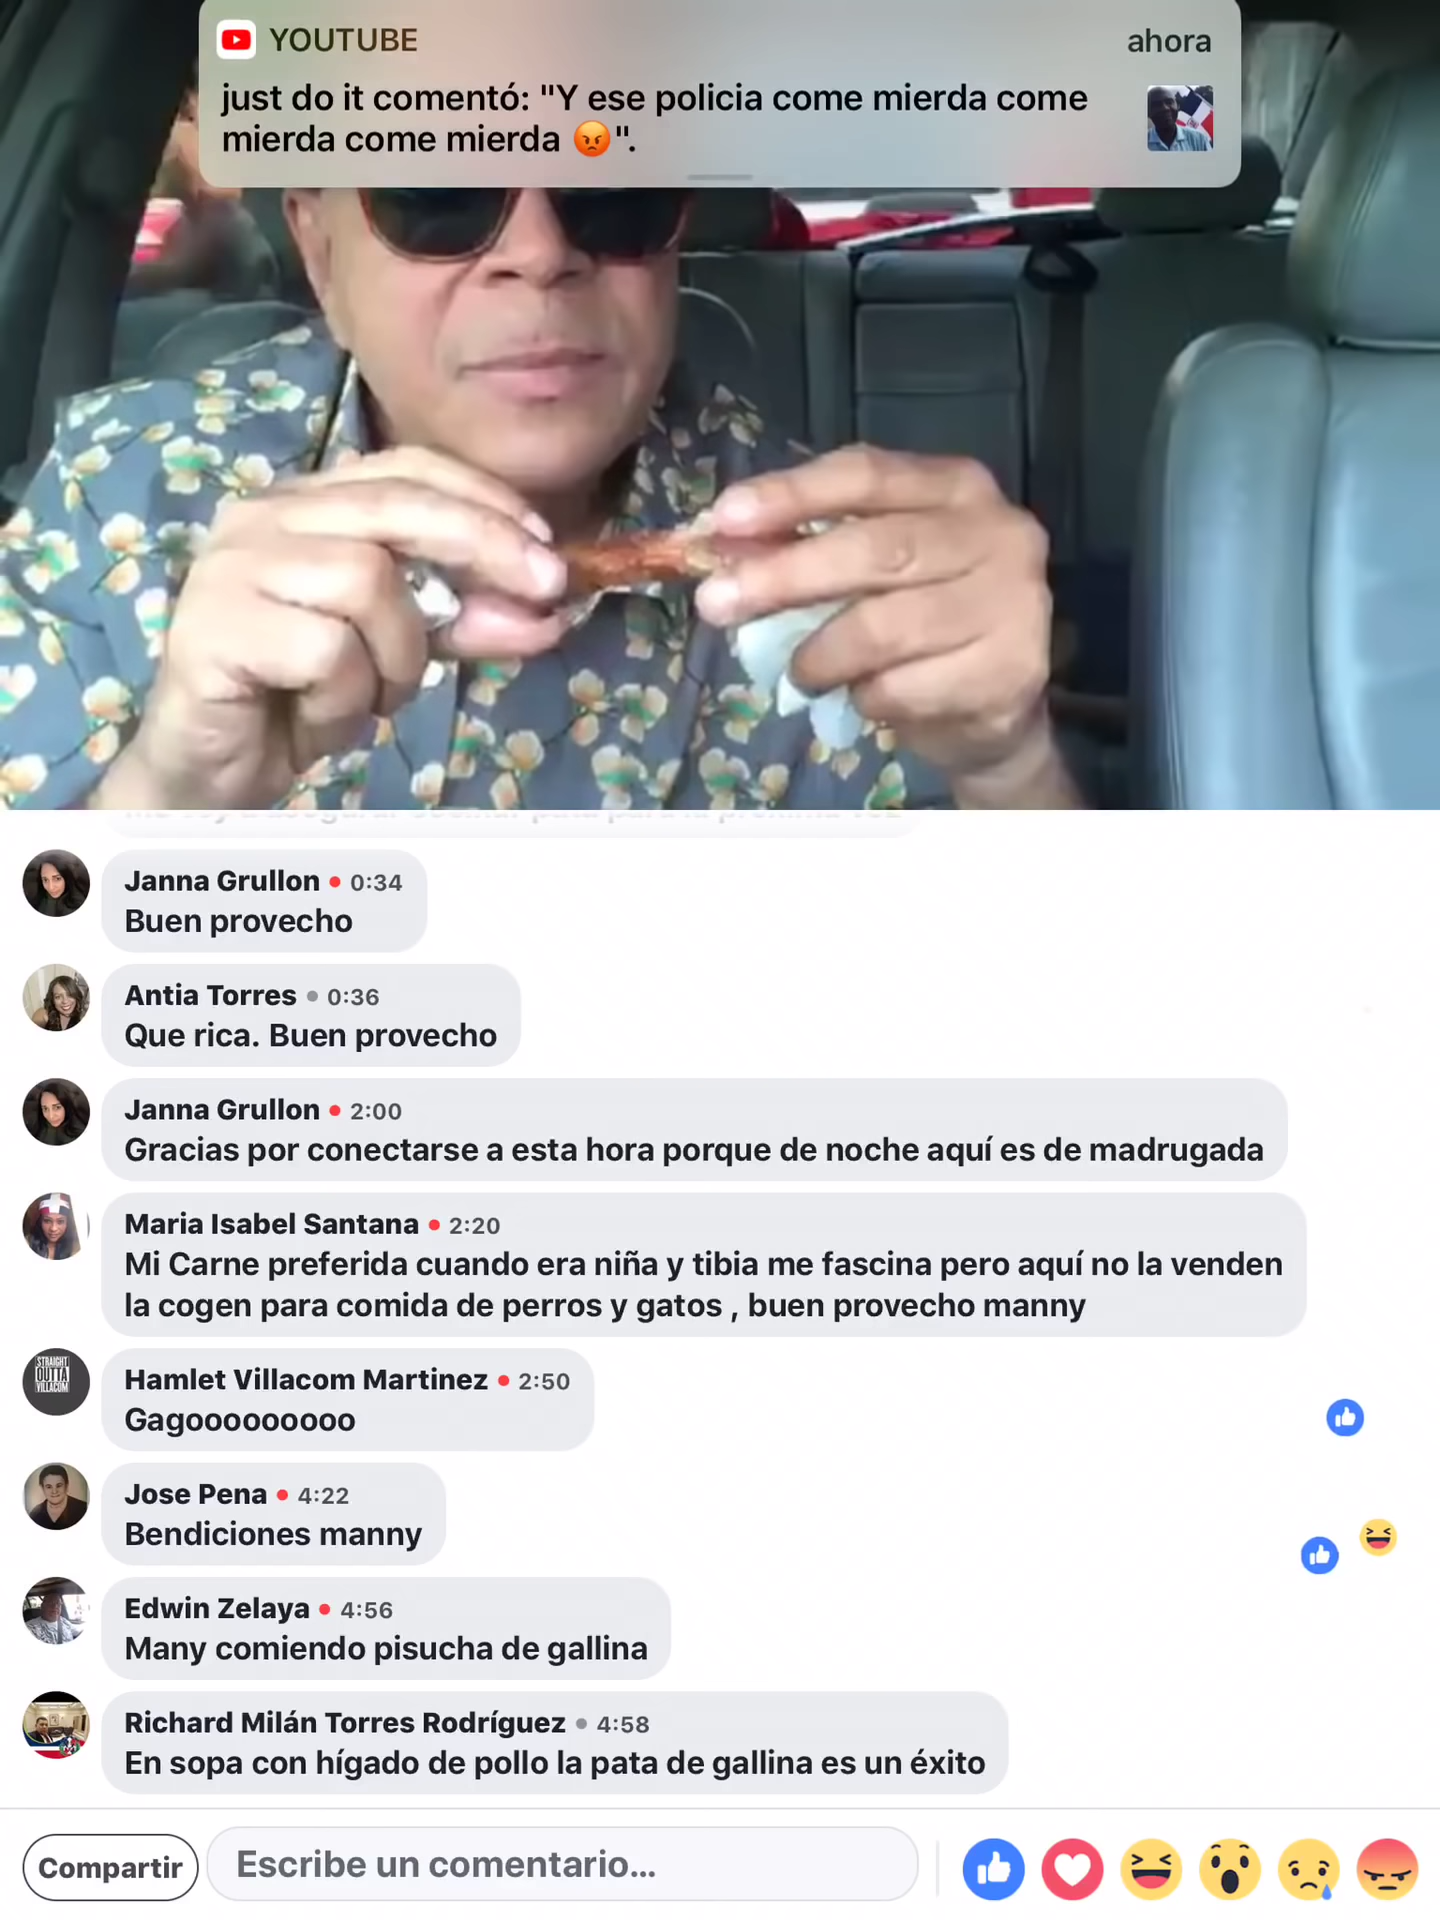 YOUTUBE
ahora
just do it comentó: "Y ese policia come mierda come
mierda come mierda 😡".
Janna Grullon • 0:34
Buen provecho
Antia Torres • 0:36
Que rica. Buen provecho
Janna Grullon • 2:00
Gracias por conectarse a esta hora porque de noche aquí es de madrugada
Maria Isabel Santana • 2:20
Mi Carne preferida cuando era niña y tibia me fascina pero aquí no la venden
la cogen para comida de perros y gatos , buen provecho manny
STRAIGHT
OUTTA
VILLACOM
Hamlet Villacom Martinez • 2:50
Gagooooooooo
Jose Pena • 4:22
Bendiciones manny
Edwin Zelaya • 4:56
Many comiendo pisucha de gallina
Richard Milán Torres Rodríguez • 4:58
En sopa con hígado de pollo la pata de gallina es un éxito
Compartir
Escribe un comentario...